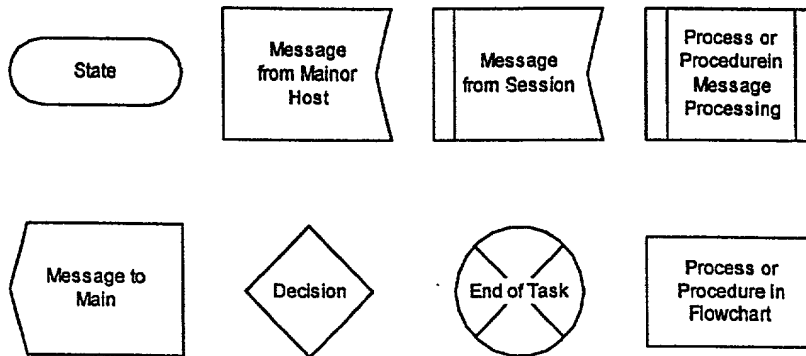 State
Message
from Mainor
Host
Message
from Session
Process or
Procedurein
Message
Processing
Message to
Main
Decision
End of Task
Process or
Procedure in
Flowchart